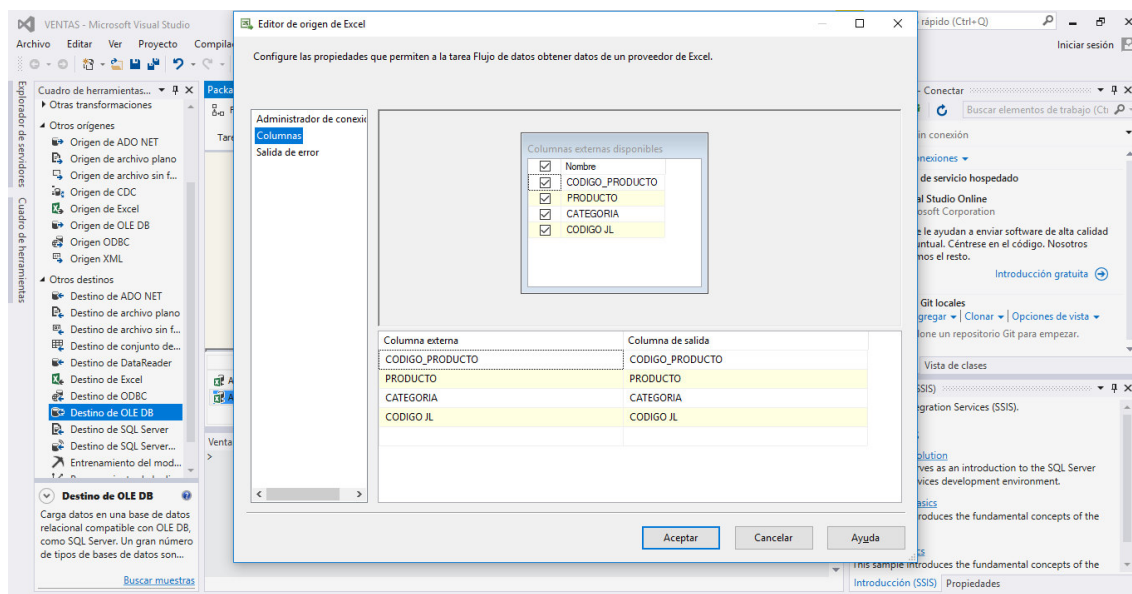 VENTAS - Microsoft Visual Studio
rápido (Ctrl+Q)
Archivo Editar Ver Proyecto Compila
Iniciar sesión
Explorador de servidores
Cuadro de herramientas
Cuadro de herramientas...
Otras transformaciones
Otros orígenes
Origen de ADO NET
Origen de archivo plano
Origen de archivo sin f...
Origen de CDC
Origen de Excel
Origen de OLE DB
Origen ODBC
Origen XML
Otros destinos
Destino de ADO NET
Destino de archivo plano
Destino de archivo sin f...
Destino de conjunto de...
Destino de DataReader
Destino de Excel
Destino de ODBC
Destino de OLE DB
Destino de SQL Server
Destino de SQL Server...
Entrenamiento del mod...
Destino de OLE DB
Carga datos en una base de datos
relacional compatible con OLE DB,
como SQL Server. Un gran número
de tipos de bases de datos son...
Buscar muestras
Packa
Tare
Venta
Editor de origen de Excel
Configure las propiedades que permiten a la tarea Flujo de datos obtener datos de un proveedor de Excel.
Administrador de conexi
Columnas
Salida de error
Columnas externas disponibles
Nombre
CODIGO_PRODUCTO
PRODUCTO
CATEGORIA
CODIGO JL
Columna externa Columna de salida
CODIGO_PRODUCTO CODIGO_PRODUCTO
PRODUCTO PRODUCTO
CATEGORIA CATEGORIA
CODIGO JL CODIGO JL
Aceptar Cancelar Ayuda
- Conectar
Buscar elementos de trabajo (Ct
in conexión
nexiones
de servicio hospedado
al Studio Online
osoft Corporation
e le ayudan a enviar software de alta calidad
untual. Céntrese en el código. Nosotros
mos el resto.
Introducción gratuita
Git locales
gregar Clonar Opciones de vista
lone un repositorio Git para empezar.
Vista de clases
SSIS)
egration Services (SSIS).
olution
rves as an introduction to the SQL Server
vices development environment.
asics
roduces the fundamental concepts of the
cs
This sample introduces the fundamental concepts of the
Introducción (SSIS) Propiedades